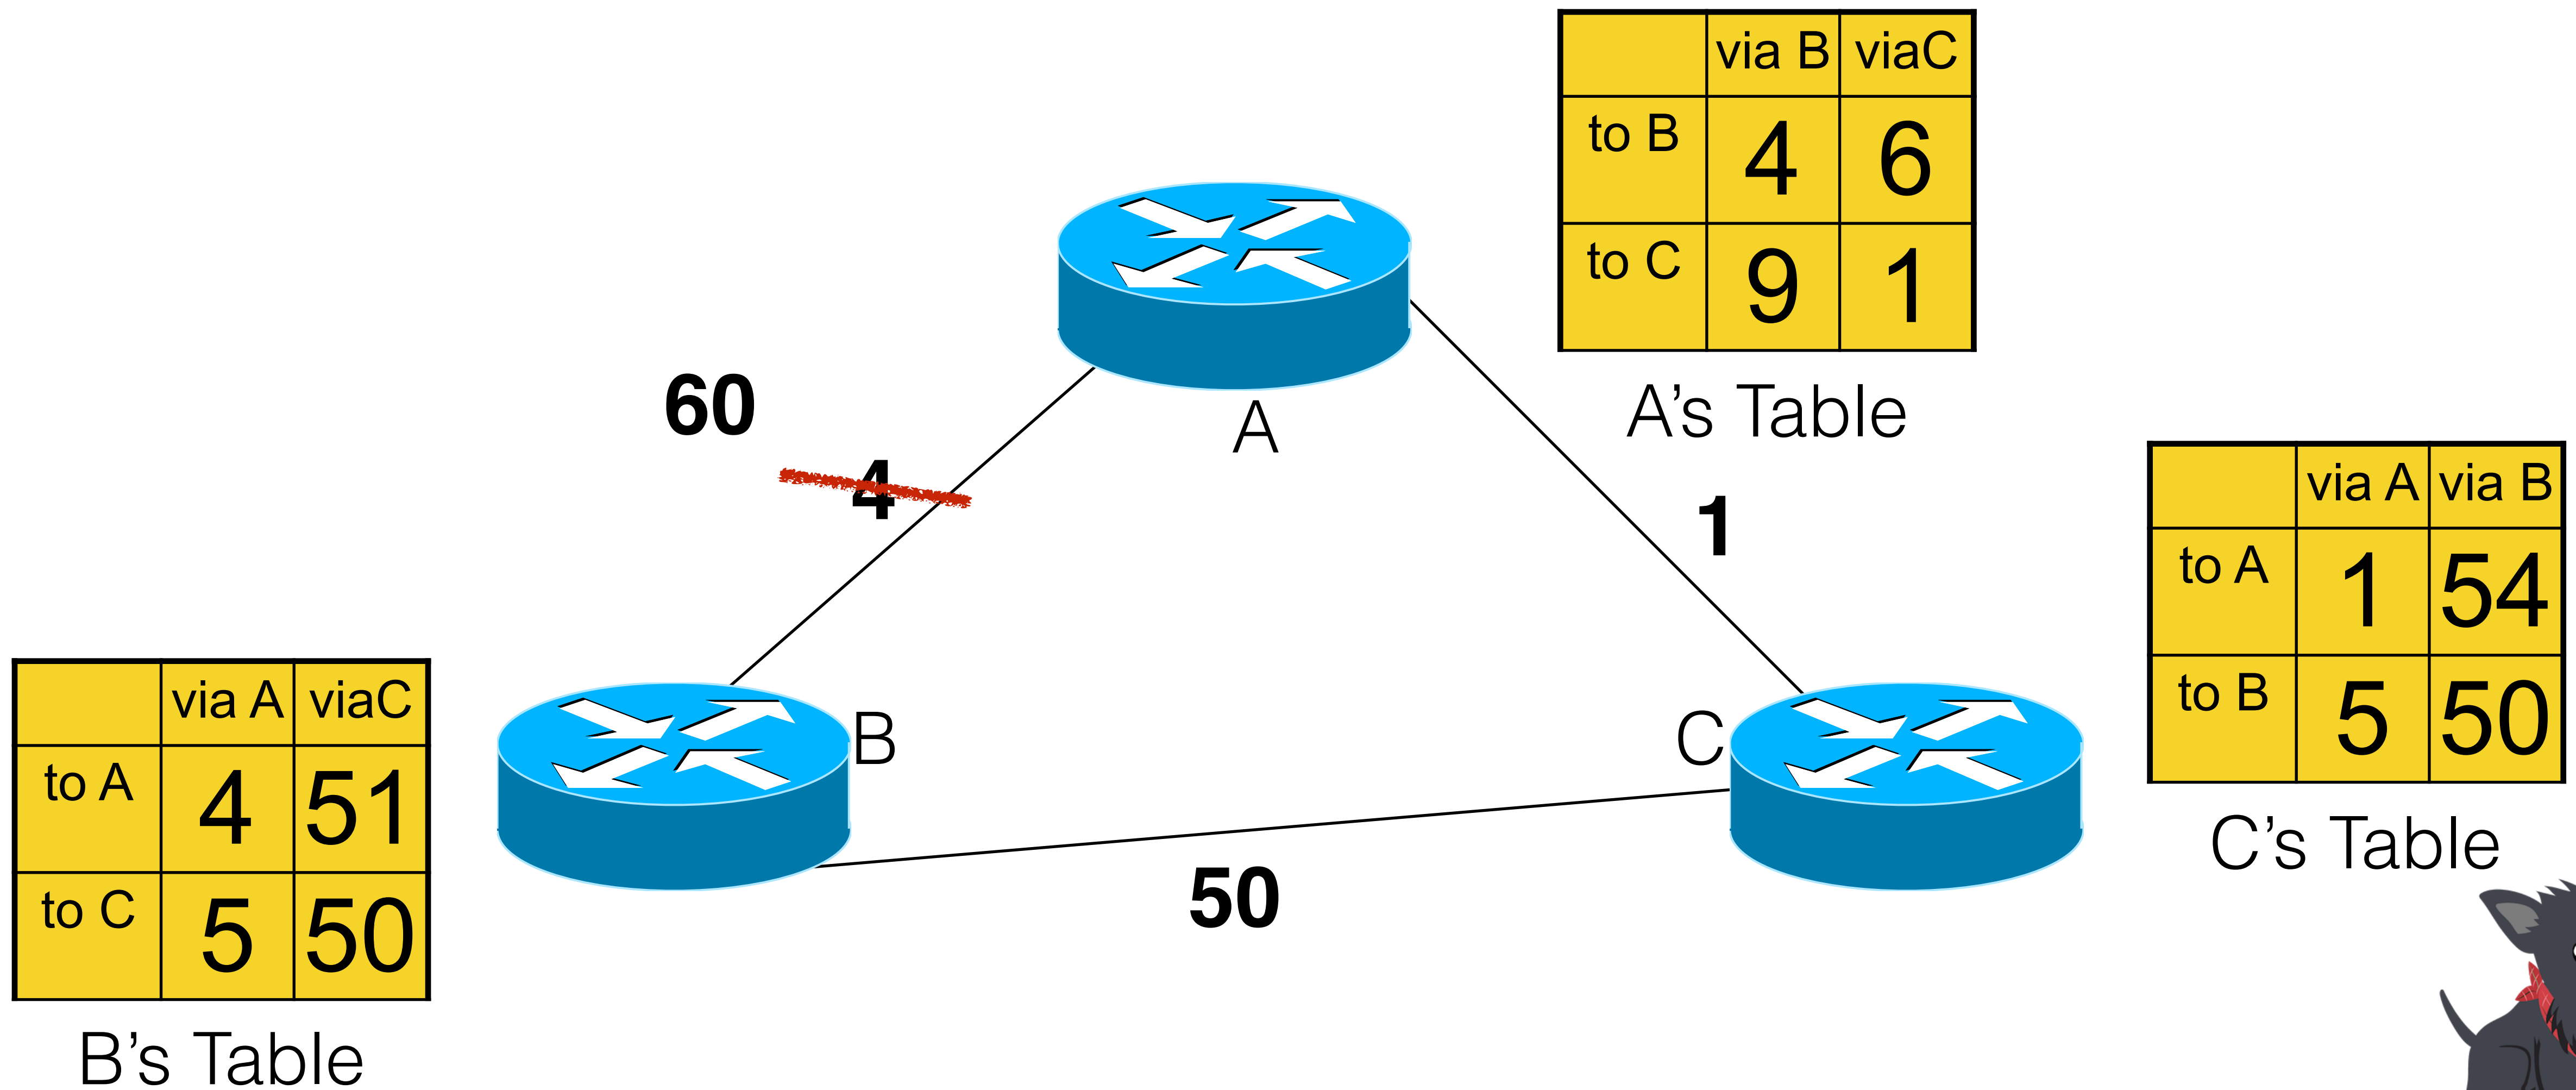 via B viaC
to B 4 6
to C 9 1
A's Table
60
4
A
1
via A via B
to A 1 54
to B 5 50
C's Table
via A viaC
to A 4 51
to C 5 50
B's Table
B
C
50